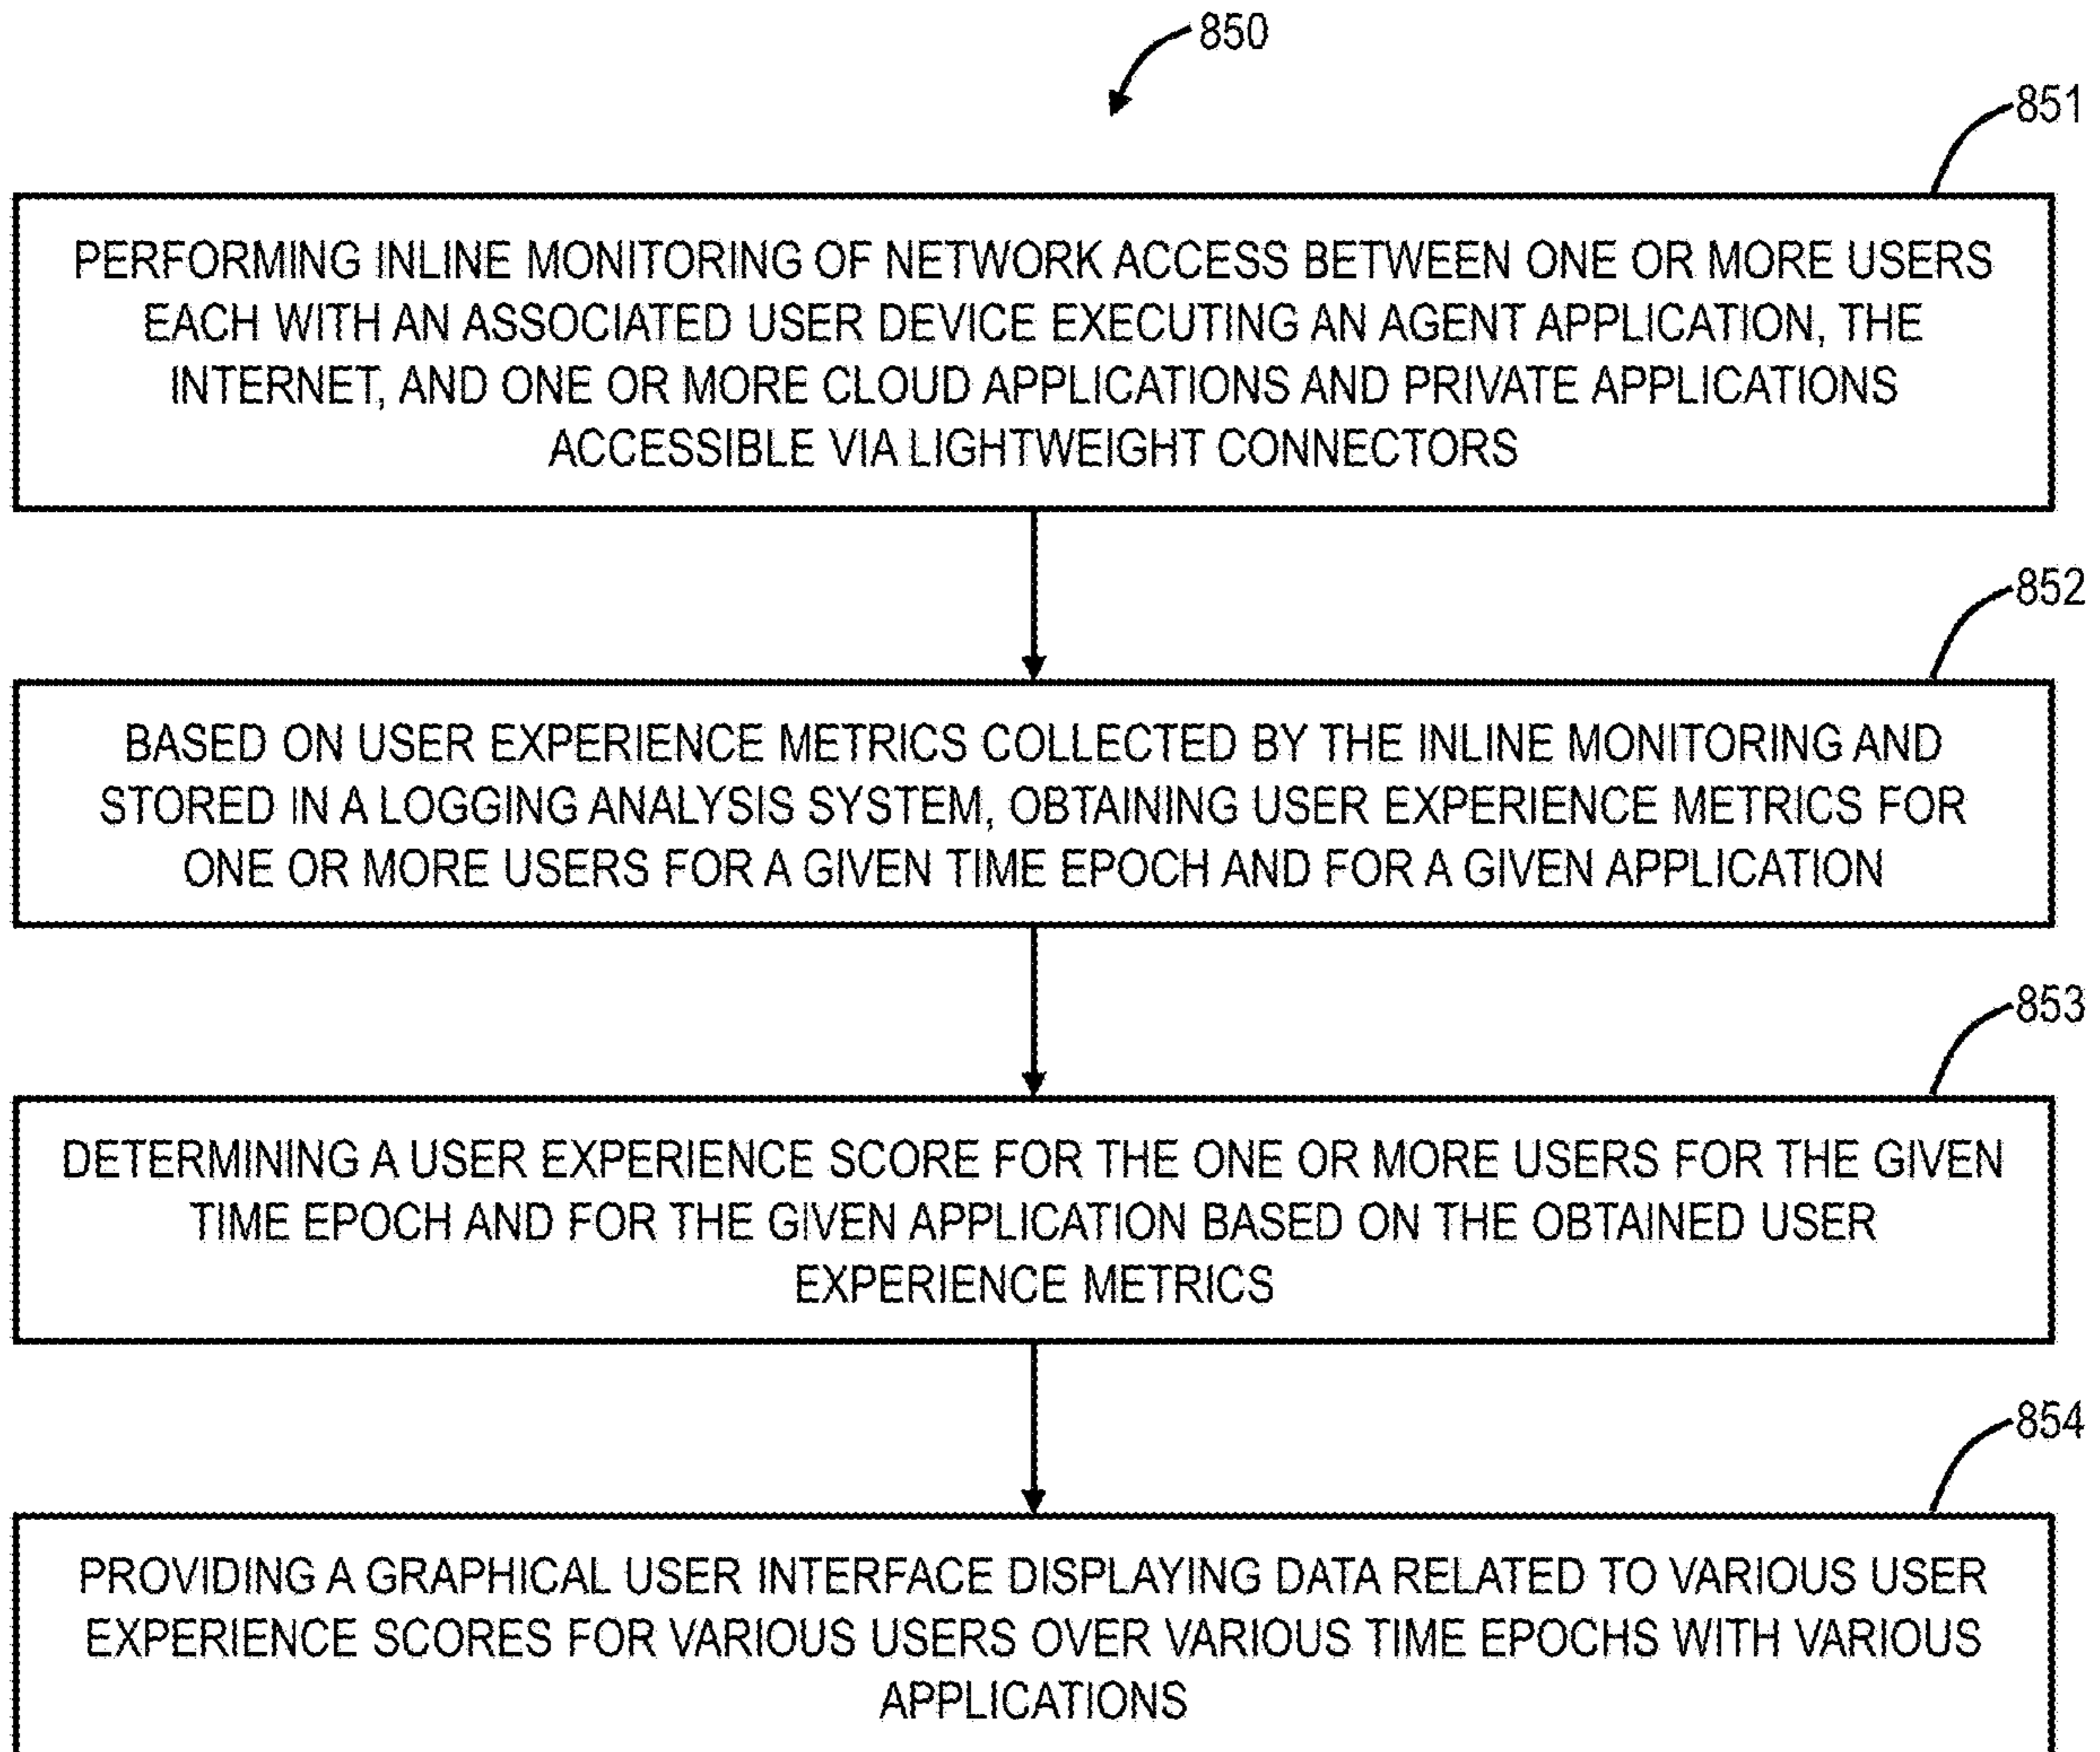 850
851
PERFORMING INLINE MONITORING OF NETWORK ACCESS BETWEEN ONE OR MORE USERS
EACH WITH AN ASSOCIATED USER DEVICE EXECUTING AN AGENT APPLICATION, THE
INTERNET, AND ONE OR MORE CLOUD APPLICATIONS AND PRIVATE APPLICATIONS
ACCESSIBLE VIA LIGHTWEIGHT CONNECTORS
852
BASED ON USER EXPERIENCE METRICS COLLECTED BY THE INLINE MONITORING AND
STORED IN A LOGGING ANALYSIS SYSTEM, OBTAINING USER EXPERIENCE METRICS FOR
ONE OR MORE USERS FOR A GIVEN TIME EPOCH AND FOR A GIVEN APPLICATION
853
DETERMINING A USER EXPERIENCE SCORE FOR THE ONE OR MORE USERS FOR THE GIVEN
TIME EPOCH AND FOR THE GIVEN APPLICATION BASED ON THE OBTAINED USER
EXPERIENCE METRICS
854
PROVIDING A GRAPHICAL USER INTERFACE DISPLAYING DATA RELATED TO VARIOUS USER
EXPERIENCE SCORES FOR VARIOUS USERS OVER VARIOUS TIME EPOCHS WITH VARIOUS
APPLICATIONS